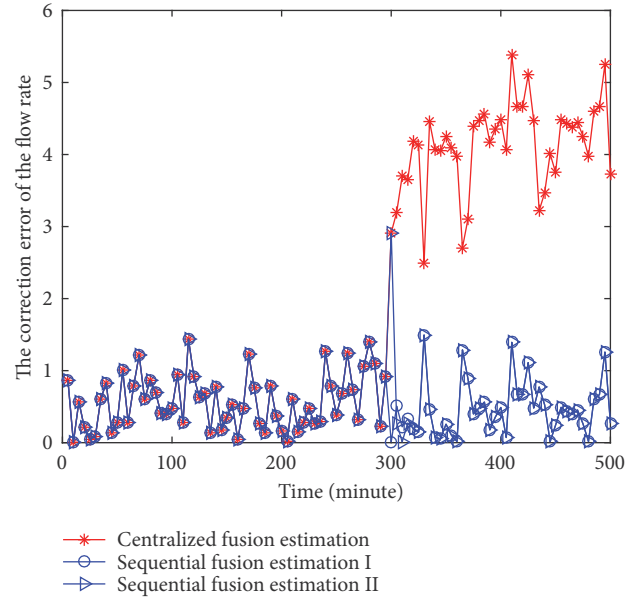 The correction error of the flow rate
6
5
4
3
2
1
0
0 100 200 300 400 500
Time (minute)
Centralized fusion estimation
Sequential fusion estimation I
Sequential fusion estimation II